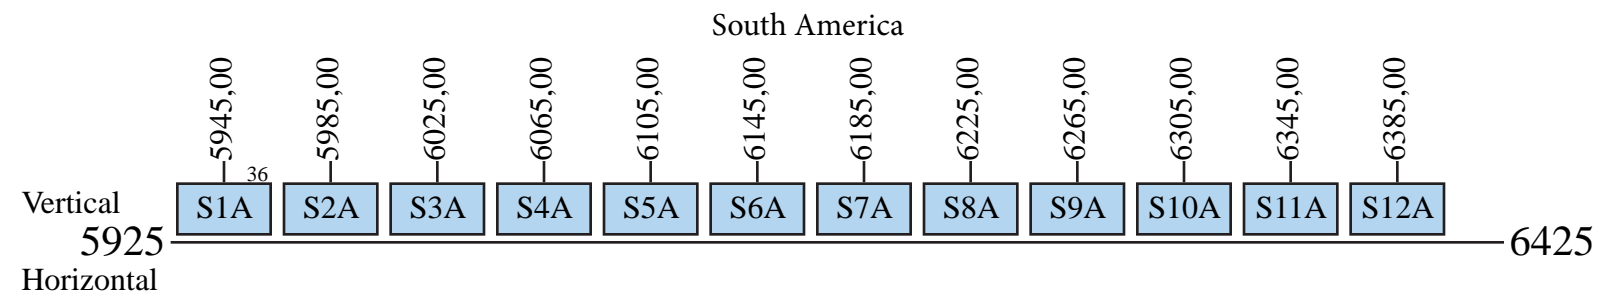 South America
5945,00 5985,00 6025,00 6065,00 6105,00 6145,00 6185,00 6225,00 6265,00 6305,00 6345,00 6385,00
36
Vertical S1A S2A S3A S4A S5A S6A S7A S8A S9A S10A S11A S12A
5925 6425
Horizontal